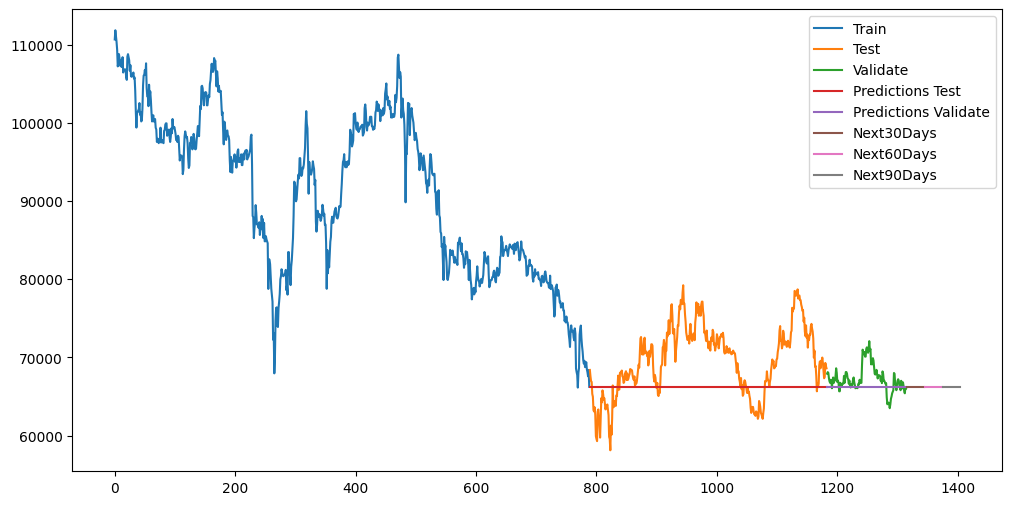 110000
100000
90000
80000
70000
60000
0
200
400
600
800
1000
1200
1400
Train
Test
Validate
Predictions Test
Predictions Validate
Next30Days
Next60Days
Next90Days